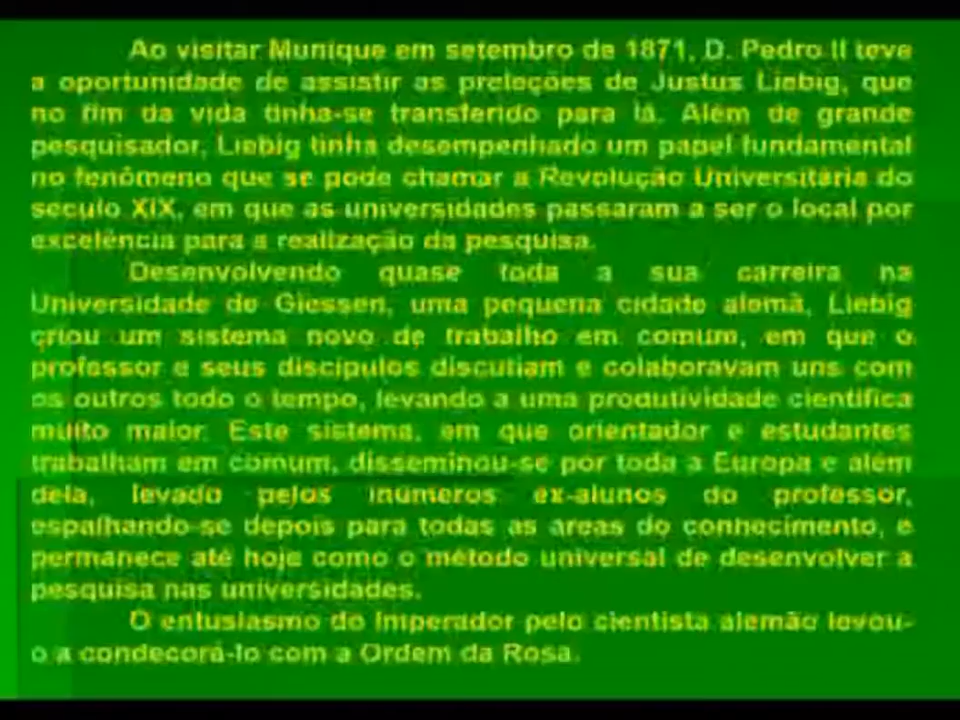 Ao visitar Munique em setembro de 1871, D. Pedro II teve
a oportunidade de assistir as preleções de Justus Liebig, que
no fim da vida tinha-se transferido para lá. Além de grande
pesquisador, Liebig tinha desempenhado um papel fundamental
no fenômeno que se pode chamar a Revolução Universitária do
século XIX, em que as universidades passaram a ser o local por
excelência para a realização da pesquisa.
Desenvolvendo quase toda a sua carreira na
Universidade de Giessen, uma pequena cidade alemã, Liebig
criou um sistema novo de trabalho em comum, em que o
professor e seus discípulos discutiam e colaboravam uns com
os outros todo o tempo, levando a uma produtividade científica
muito maior. Este sistema, em que orientador e estudantes
trabalham em comum, disseminou-se por toda a Europa e além
dela, levado pelos inúmeros ex-alunos do professor,
espalhando-se depois para todas as áreas do conhecimento, e
permanece até hoje como o método universal de desenvolver a
pesquisa nas universidades.
O entusiasmo do Imperador pelo cientista alemão levou-
o a condecorá-lo com a Ordem da Rosa.